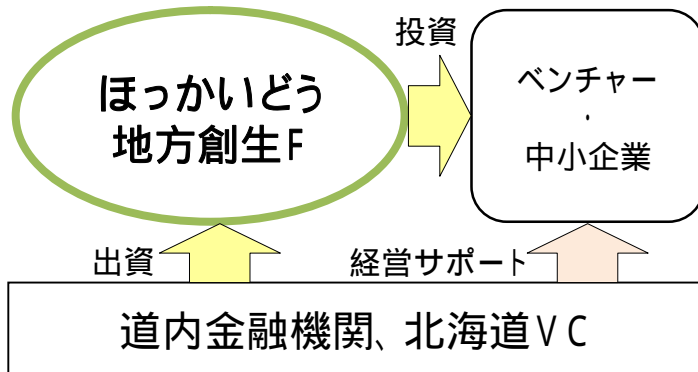 投資
ほっかいどう
地方創生F
ベンチャー
・
中小企業
出資
経営サポート
道内金融機関、北海道VC